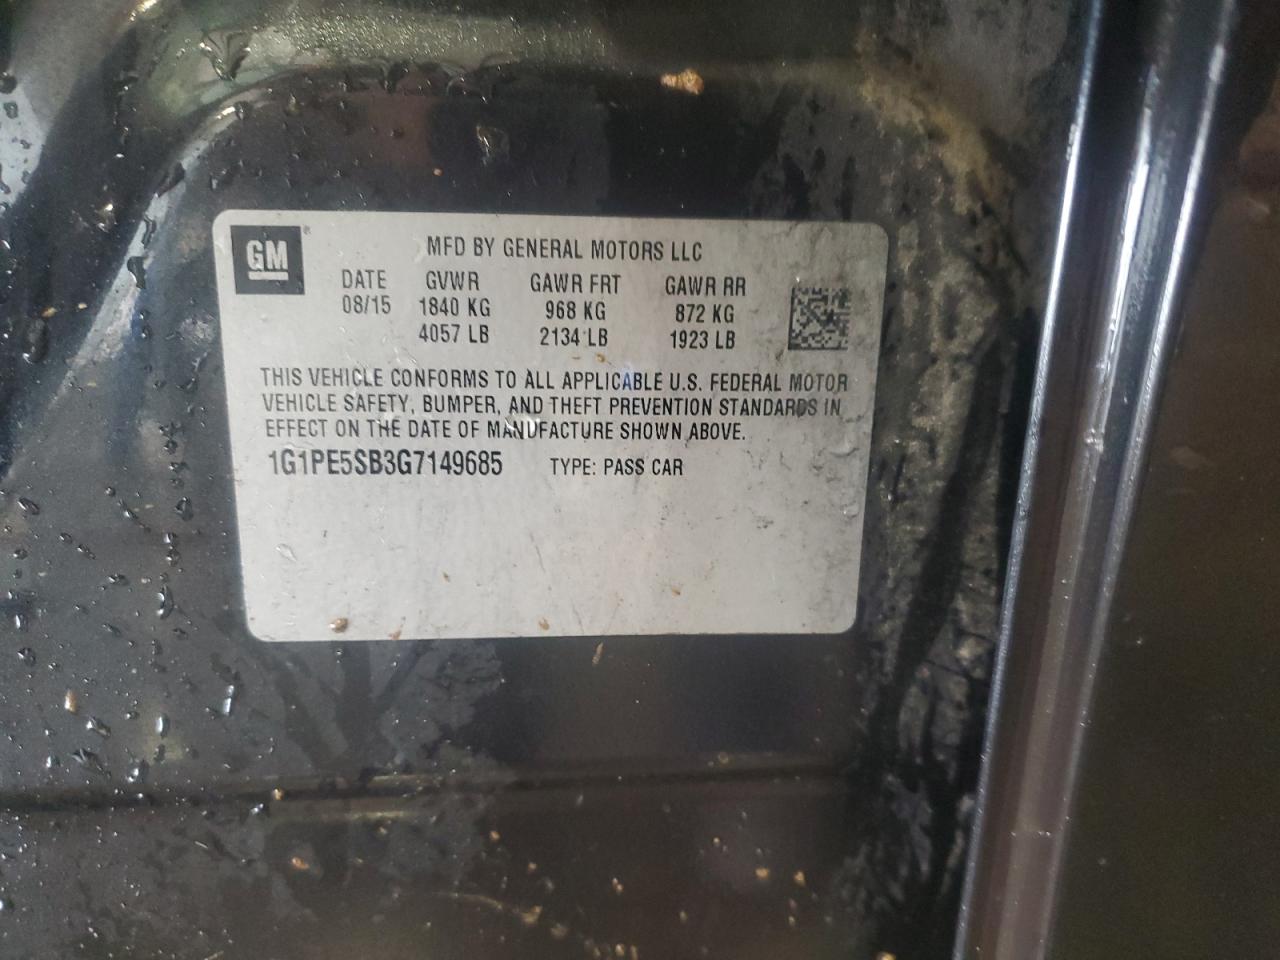 GM®
MFD BY GENERAL MOTORS LLC
DATE GVWR GAWR FRT GAWR RR
08/15 1840 KG 968 KG 872 KG
4057 LB 2134 LB 1923 LB
THIS VEHICLE CONFORMS TO ALL APPLICABLE U.S. FEDERAL MOTOR
VEHICLE SAFETY, BUMPER, AND THEFT PREVENTION STANDARDS IN
EFFECT ON THE DATE OF MANUFACTURE SHOWN ABOVE.
1G1PE5SB3G7149685 TYPE: PASS CAR